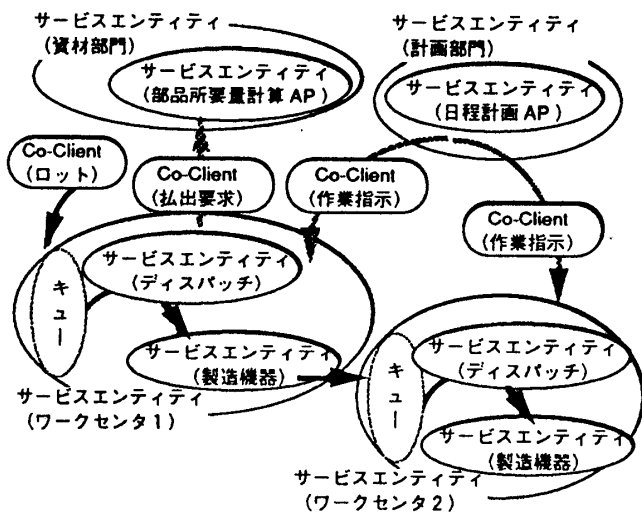 サービスエンティティ
(資材部門)
サービスエンティティ
(部品所要量計算 AP)
サービスエンティティ
(計画部門)
サービスエンティティ
(日程計画 AP)
Co-Client
(ロット)
Co-Client
(払出要求)
Co-Client
(作業指示)
Co-Client
(作業指示)
キュー
サービスエンティティ
(ディスパッチ)
サービスエンティティ
(製造機器)
サービスエンティティ
(ワークセンタ1)
キュー
サービスエンティティ
(ディスパッチ)
サービスエンティティ
(製造機器)
サービスエンティティ
(ワークセンタ2)